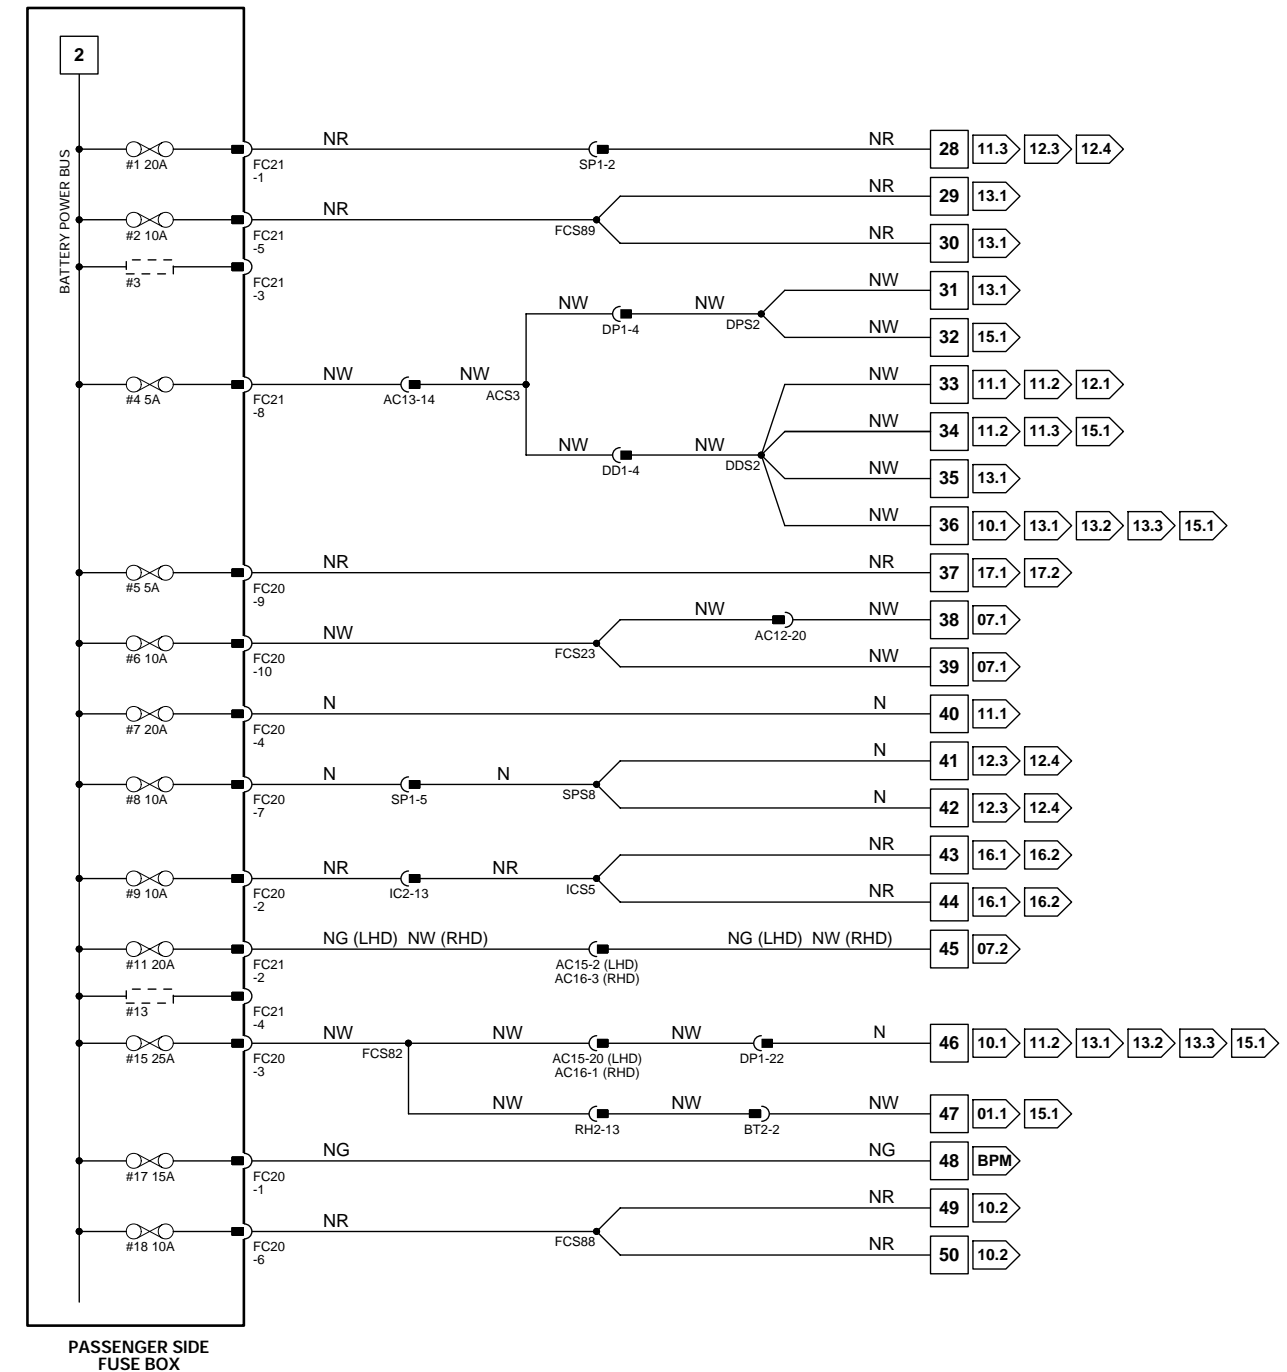 2
BATTERY POWER BUS
NR NR
#1 20A FC21 -1 SP1-2 28 11.3 12.3 12.4
NR 29 13.1
NR
#2 10A FC21 -5 FCS89
NR 30 13.1
#3 FC21 -3
NW 31 13.1
NW NW
DP1-4 DPS2
NW 32 15.1
NW NW
#4 5A FC21 -8 AC13-14 ACS3
NW 33 11.1 11.2 12.1
NW 34 11.2 11.3 15.1
NW NW
DD1-4 DDS2
NW 35 13.1
NW 36 10.1 13.1 13.2 13.3 15.1
NR NR
#5 5A FC20 -9 37 17.1 17.2
NW NW
AC12-20 38 07.1
NW
#6 10A FC20 -10 FCS23
NW 39 07.1
N N
#7 20A FC20 -4 40 11.1
N 41 12.3 12.4
N N
#8 10A FC20 -7 SP1-5 SPS8
N 42 12.3 12.4
NR 43 16.1 16.2
NR NR
#9 10A FC20 -2 IC2-13 ICS5
NR 44 16.1 16.2
NG (LHD) NW (RHD) NG (LHD) NW (RHD)
#11 20A FC21 -2 AC15-2 (LHD) 45 07.2
AC16-3 (RHD)
#13 FC21 -4
NW NW NW N
#15 25A FC20 -3 FCS82 AC15-20 (LHD) DP1-22 46 10.1 11.2 13.1 13.2 13.3 15.1
AC16-1 (RHD)
NW NW NW
RH2-13 BT2-2 47 01.1 15.1
NG NG
#17 15A FC20 -1 48 BPM
NR 49 10.2
NR
#18 10A FC20 -6 FCS88
NR 50 10.2
PASSENGER SIDE
FUSE BOX